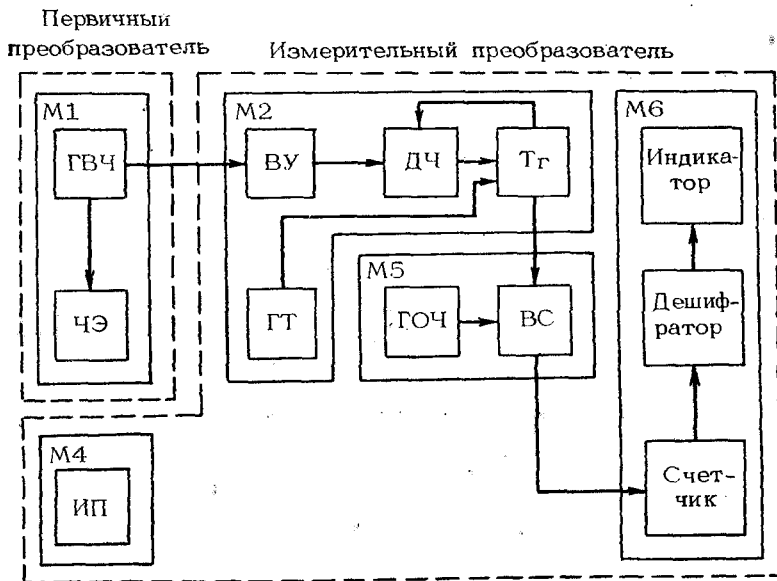 Первичный
преобразователь
Измерительный преобразователь
М1
ГВЧ
ЧЭ
М2
ВУ
ДЧ
Тг
ГТ
М5
ГОЧ
ВС
М6
Индика-
тор
Дешиф-
ратор
Счет-
чик
М4
ИП